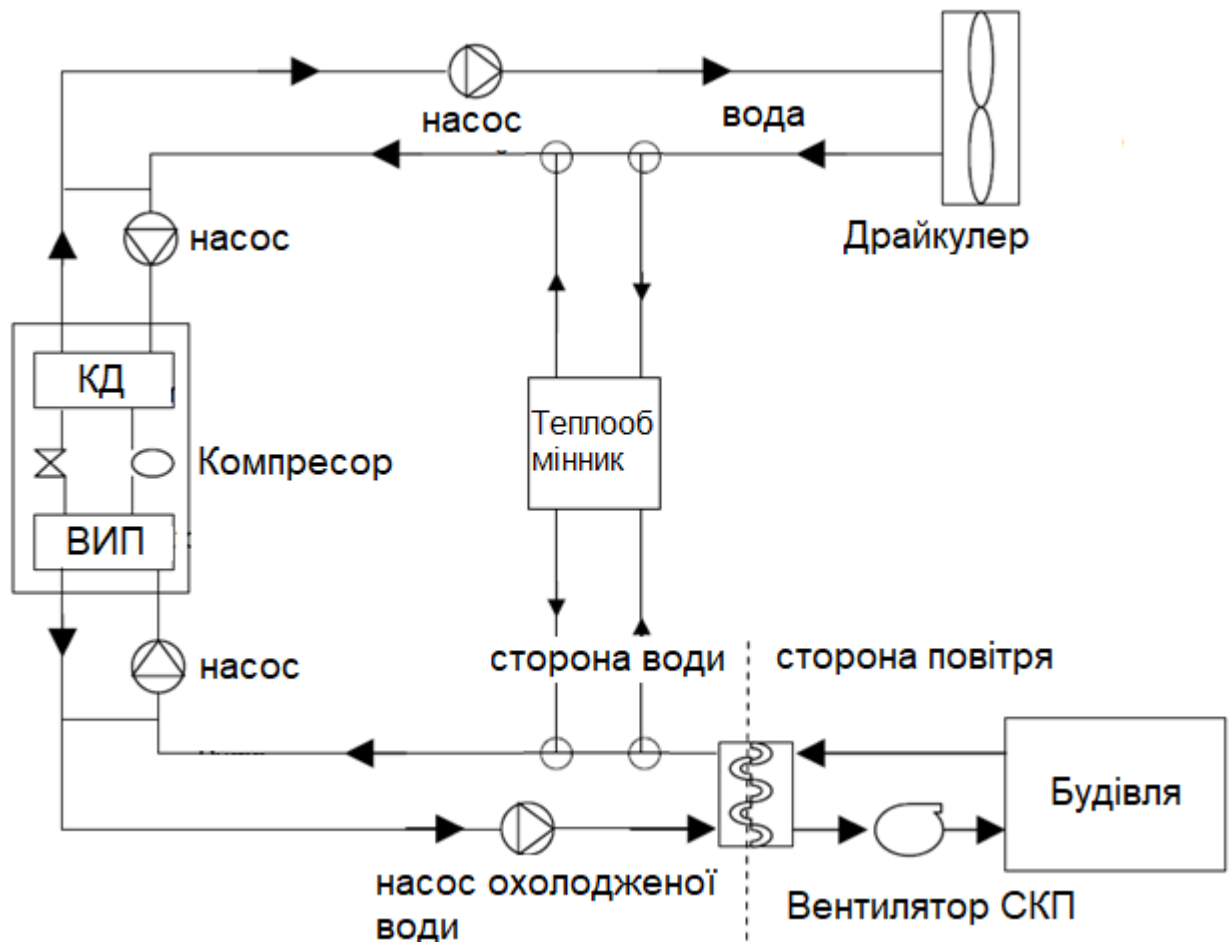 насос
вода
насос
Драйкулер
КД
Теплооб
мінник
Компресор
ВИП
сторона води
сторона повітря
насос
Будівля
насос охолодженої
води
Вентилятор СКП